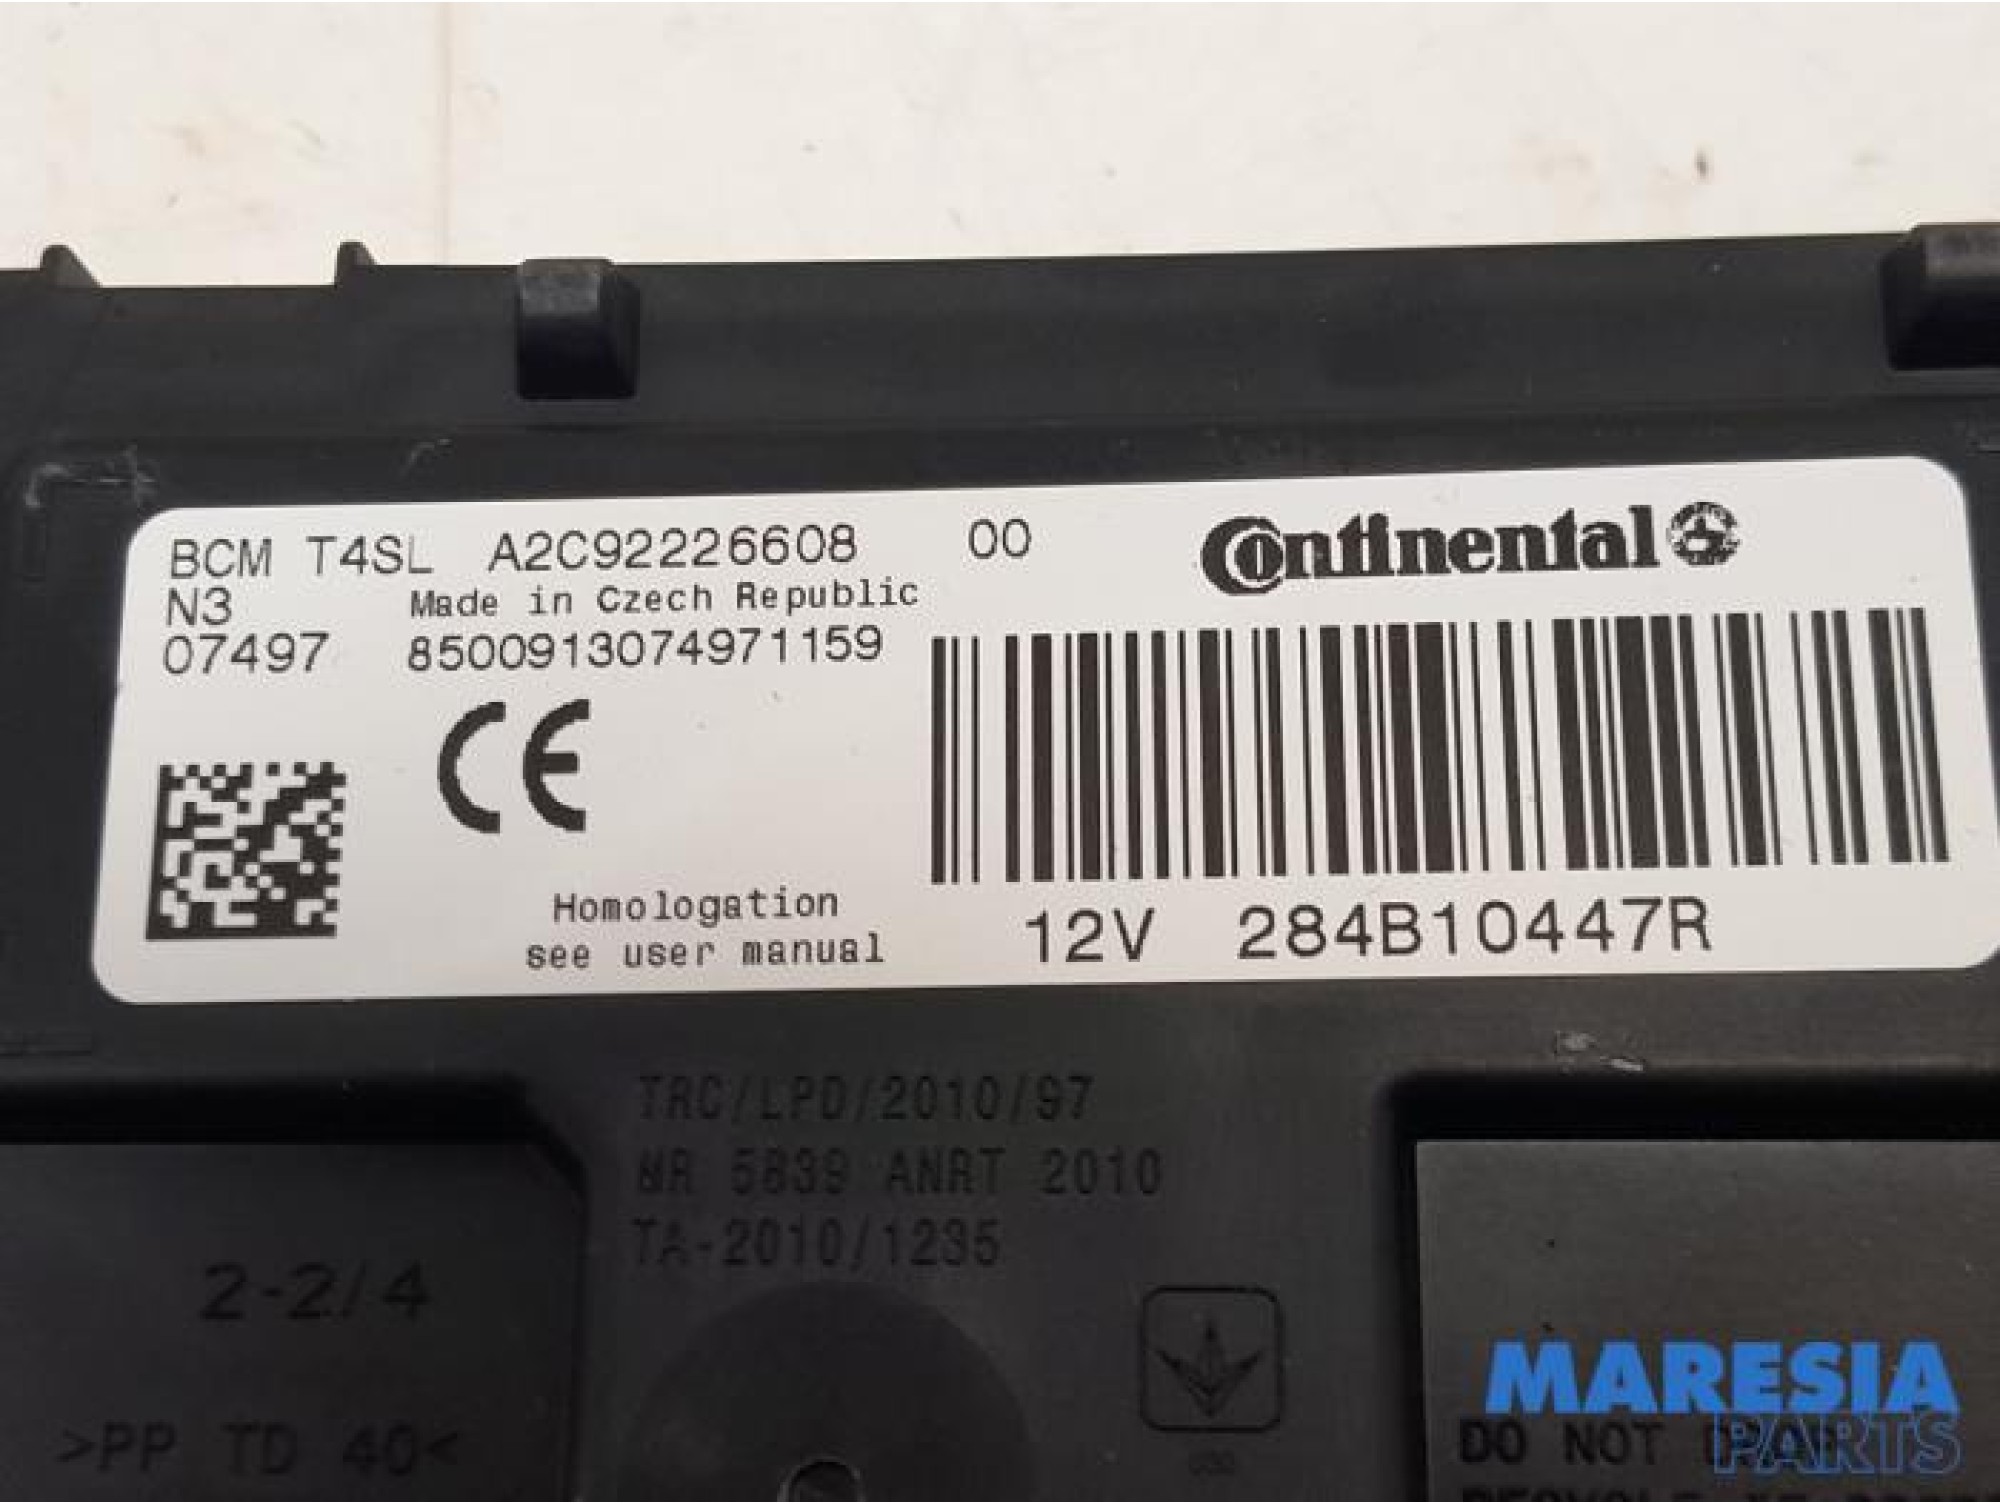 BCM T4SL A2C92226608 00
Continental
N3 Made in Czech Republic
07497 8500913074971159
CE
Homologation
see user manual
12V 284B10447R
TRC/LPD/2010/97
MR 5839 ANRT 2010
TA-2010/1235
2-2/4
>PP TD 40<
MARESIA
PARTS
DO NOT